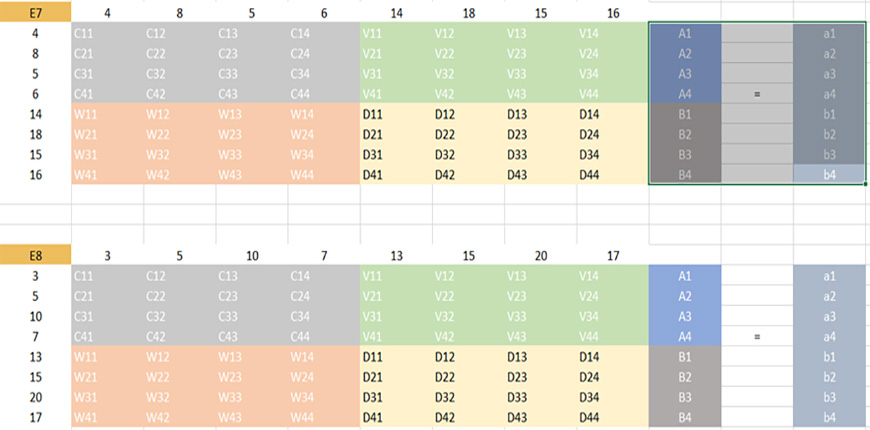 E7 4 8 5 6 14 18 15 16
4 C11 C12 C13 C14 V11 V12 V13 V14 A1 a1
8 C21 C22 C23 C24 V21 V22 V23 V24 A2 a2
5 C31 C32 C33 C34 V31 V32 V33 V34 A3 a3
6 C41 C42 C43 C44 V41 V42 V43 V44 A4 = a4
14 W11 W12 W13 W14 D11 D12 D13 D14 B1 b1
18 W21 W22 W23 W24 D21 D22 D23 D24 B2 b2
15 W31 W32 W33 W34 D31 D32 D33 D34 B3 b3
16 W41 W42 W43 W44 D41 D42 D43 D44 B4 b4
E8 3 5 10 7 13 15 20 17
3 C11 C12 C13 C14 V11 V12 V13 V14 A1 a1
5 C21 C22 C23 C24 V21 V22 V23 V24 A2 a2
10 C31 C32 C33 C34 V31 V32 V33 V34 A3 a3
7 C41 C42 C43 C44 V41 V42 V43 V44 A4 = a4
13 W11 W12 W13 W14 D11 D12 D13 D14 B1 b1
15 W21 W22 W23 W24 D21 D22 D23 D24 B2 b2
20 W31 W32 W33 W34 D31 D32 D33 D34 B3 b3
17 W41 W42 W43 W44 D41 D42 D43 D44 B4 b4